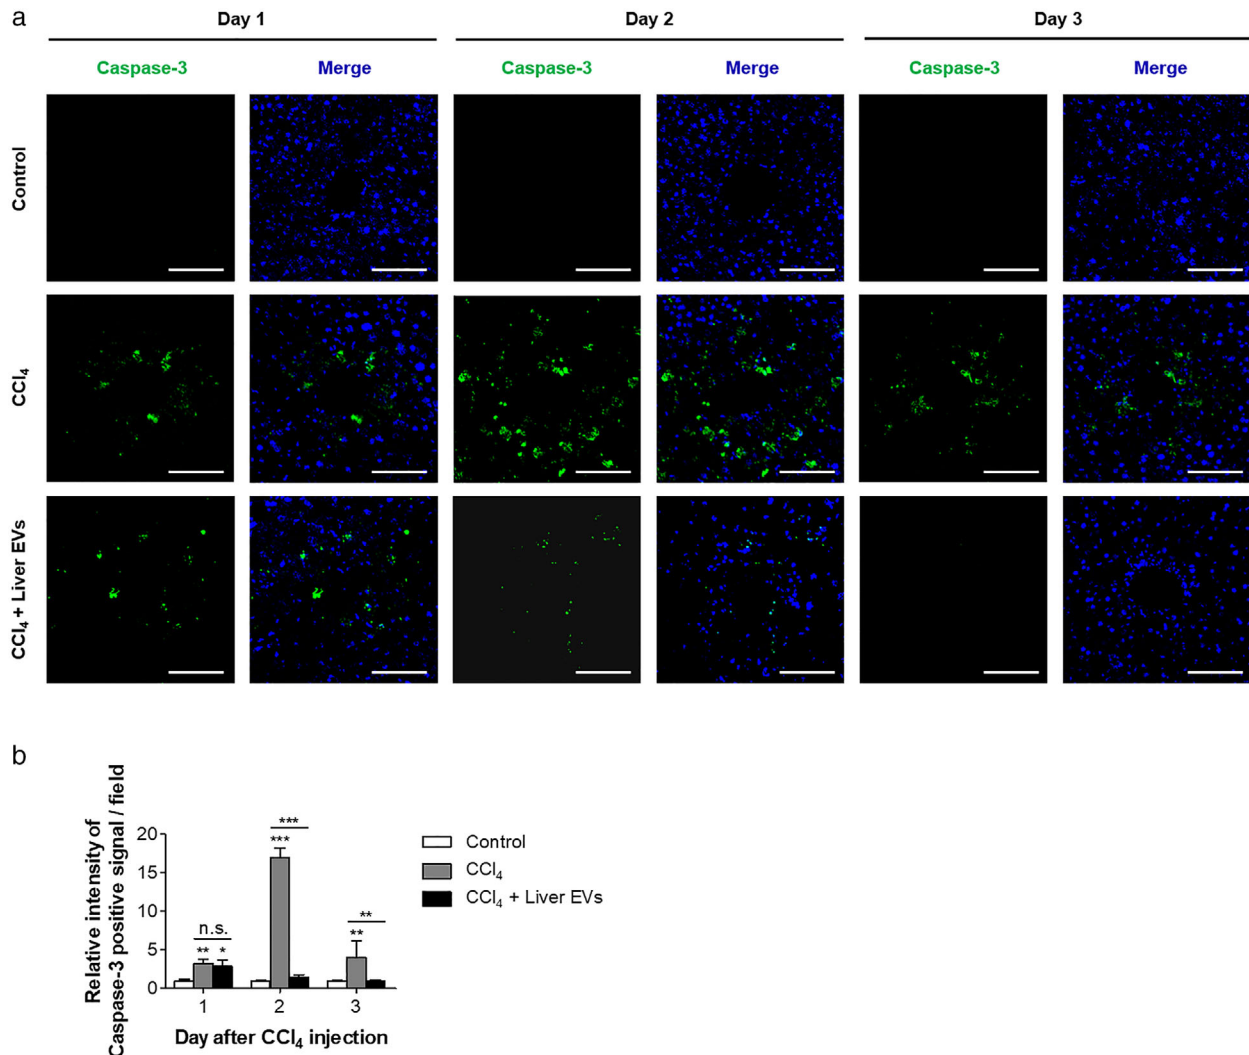 a
Day 1
Day 2
Day 3
Caspase-3
Merge
Caspase-3
Merge
Caspase-3
Merge
Control
CCl₄
CCl₄ + Liver EVs
b
Relative intensity of
Caspase-3 positive signal / field
20
15
10
5
0
n.s.
** *
***
***
**
**
1 2 3
Day after CCl₄ injection
Control
CCl₄
CCl₄ + Liver EVs